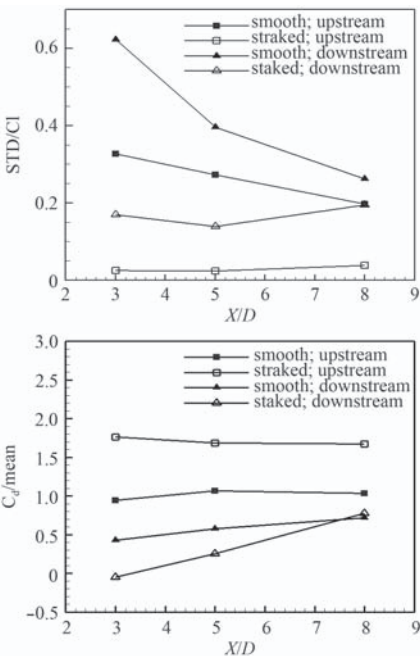 smooth; upstream
straked; upstream
smooth; downstream
staked; downstream
0.6
0.4
0.2
0
STD/Cl
2 3 4 5 6 7 8 9
X/D
smooth; upstream
straked; upstream
smooth; downstream
staked; downstream
3.0
2.5
2.0
1.5
1.0
0.5
0
-0.5
Cd/mean
2 3 4 5 6 7 8 9
X/D